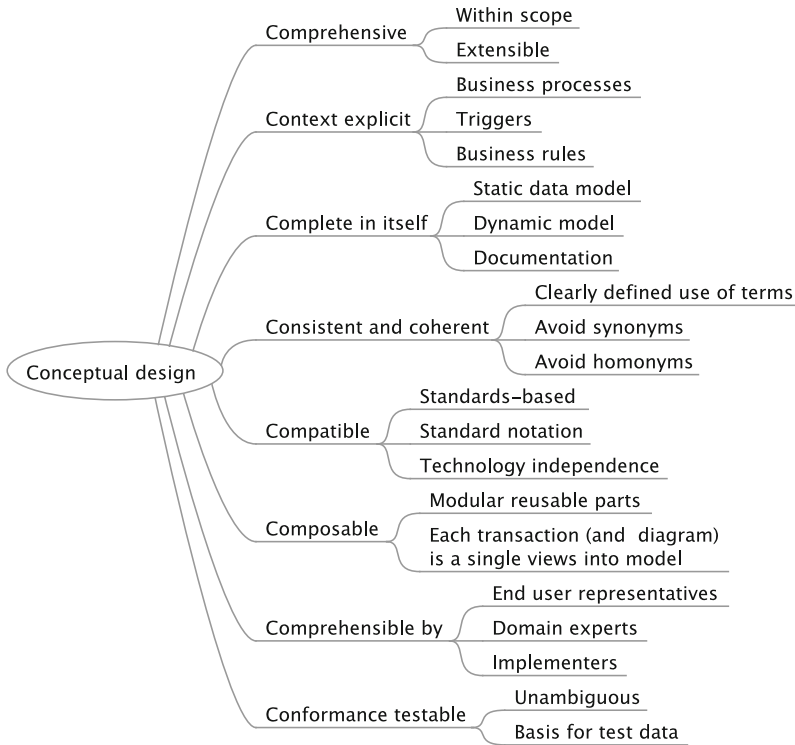 Conceptual design
Comprehensive
Within scope
Extensible
Context explicit
Business processes
Triggers
Business rules
Complete in itself
Static data model
Dynamic model
Documentation
Consistent and coherent
Clearly defined use of terms
Avoid synonyms
Avoid homonyms
Compatible
Standards–based
Standard notation
Technology independence
Composable
Modular reusable parts
Each transaction (and  diagram)
is a single views into model
Comprehensible by
End user representatives
Domain experts
Implementers
Conformance testable
Unambiguous
Basis for test data